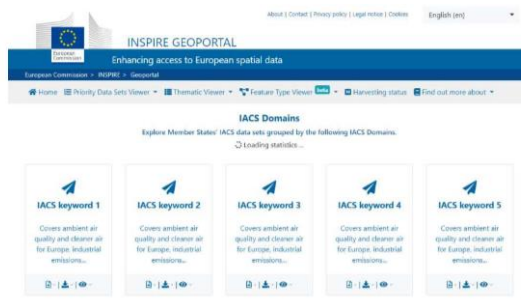 About | Contact | Privacy policy | Legal notice | Cookies
English (en)
European Commission
INSPIRE GEOPORTAL
Enhancing access to European spatial data
European Commission > INSPIRE > Geoportal
Home Priority Data Sets Viewer Thematic Viewer Feature Type Viewer beta Harvesting status Find out more about
IACS Domains
Explore Member States' IACS data sets grouped by the following IACS Domains.
Loading statistics ...
IACS keyword 1
Covers ambient air
quality and cleaner air
for Europe, industrial
emissions...
- | - | -
IACS keyword 2
Covers ambient air
quality and cleaner air
for Europe, industrial
emissions...
- | - | -
IACS keyword 3
Covers ambient air
quality and cleaner air
for Europe, industrial
emissions...
- | - | -
IACS keyword 4
Covers ambient air
quality and cleaner air
for Europe, industrial
emissions...
- | - | -
IACS keyword 5
Covers ambient air
quality and cleaner air
for Europe, industrial
emissions...
- | - | -